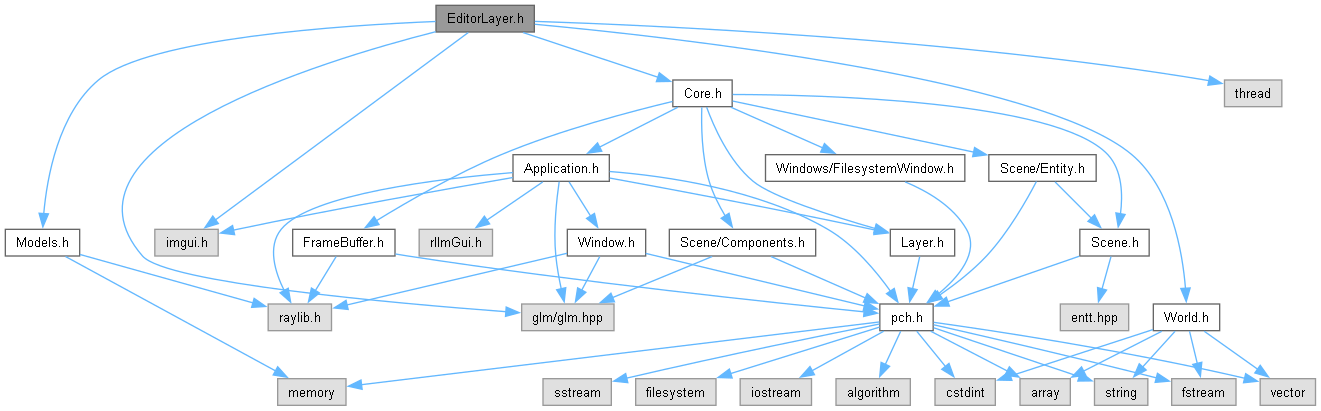 EditorLayer.h
Core.h
thread
Application.h
Windows/FilesystemWindow.h
Scene/Entity.h
Models.h
imgui.h
FrameBuffer.h
rlImGui.h
Window.h
Scene/Components.h
Layer.h
Scene.h
raylib.h
glm/glm.hpp
pch.h
entt.hpp
World.h
memory
sstream
filesystem
iostream
algorithm
cstdint
array
string
fstream
vector